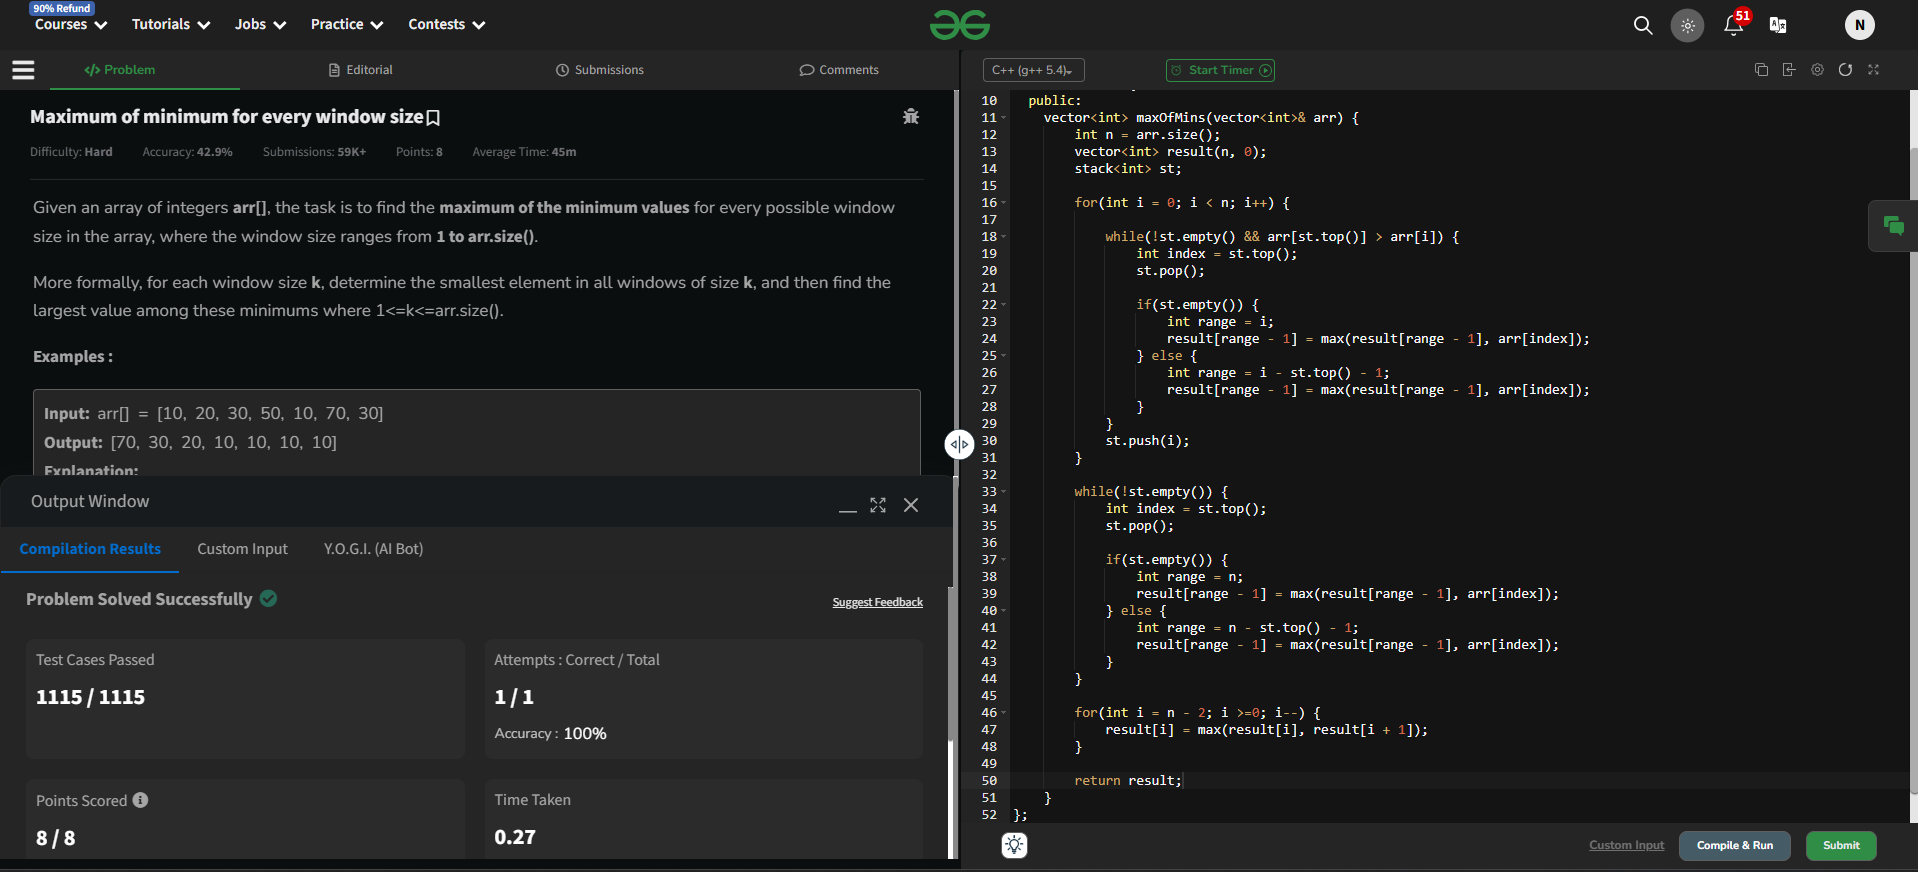 90% Refund
Courses Tutorials Jobs Practice Contests
51
N
Problem Editorial Submissions Comments
Maximum of minimum for every window size
Difficulty: Hard Accuracy: 42.9% Submissions: 59K+ Points: 8 Average Time: 45m
Given an array of integers arr[], the task is to find the maximum of the minimum values for every possible window
size in the array, where the window size ranges from 1 to arr.size().
More formally, for each window size k, determine the smallest element in all windows of size k, and then find the
largest value among these minimums where 1<=k<=arr.size().
Examples :
Input: arr[] = [10, 20, 30, 50, 10, 70, 30]
Output: [70, 30, 20, 10, 10, 10, 10]
Explanation:
Output Window
Compilation Results Custom Input Y.O.G.I. (AI Bot)
Problem Solved Successfully
Suggest Feedback
Test Cases Passed
1115 / 1115
Attempts : Correct / Total
1 / 1
Accuracy : 100%
Points Scored
8 / 8
Time Taken
0.27
C++ (g++ 5.4)
Start Timer
10 public:
11 vector<int> maxOfMins(vector<int>& arr) {
12 int n = arr.size();
13 vector<int> result(n, 0);
14 stack<int> st;
15
16 for(int i = 0; i < n; i++) {
17
18 while(!st.empty() && arr[st.top()] > arr[i]) {
19 int index = st.top();
20 st.pop();
21
22 if(st.empty()) {
23 int range = i;
24 result[range - 1] = max(result[range - 1], arr[index]);
25 } else {
26 int range = i - st.top() - 1;
27 result[range - 1] = max(result[range - 1], arr[index]);
28 }
29 }
30 st.push(i);
31 }
32
33 while(!st.empty()) {
34 int index = st.top();
35 st.pop();
36
37 if(st.empty()) {
38 int range = n;
39 result[range - 1] = max(result[range - 1], arr[index]);
40 } else {
41 int range = n - st.top() - 1;
42 result[range - 1] = max(result[range - 1], arr[index]);
43 }
44 }
45
46 for(int i = n - 2; i >=0; i--) {
47 result[i] = max(result[i], result[i + 1]);
48 }
49
50 return result;
51 }
52 };
Custom Input Compile & Run Submit